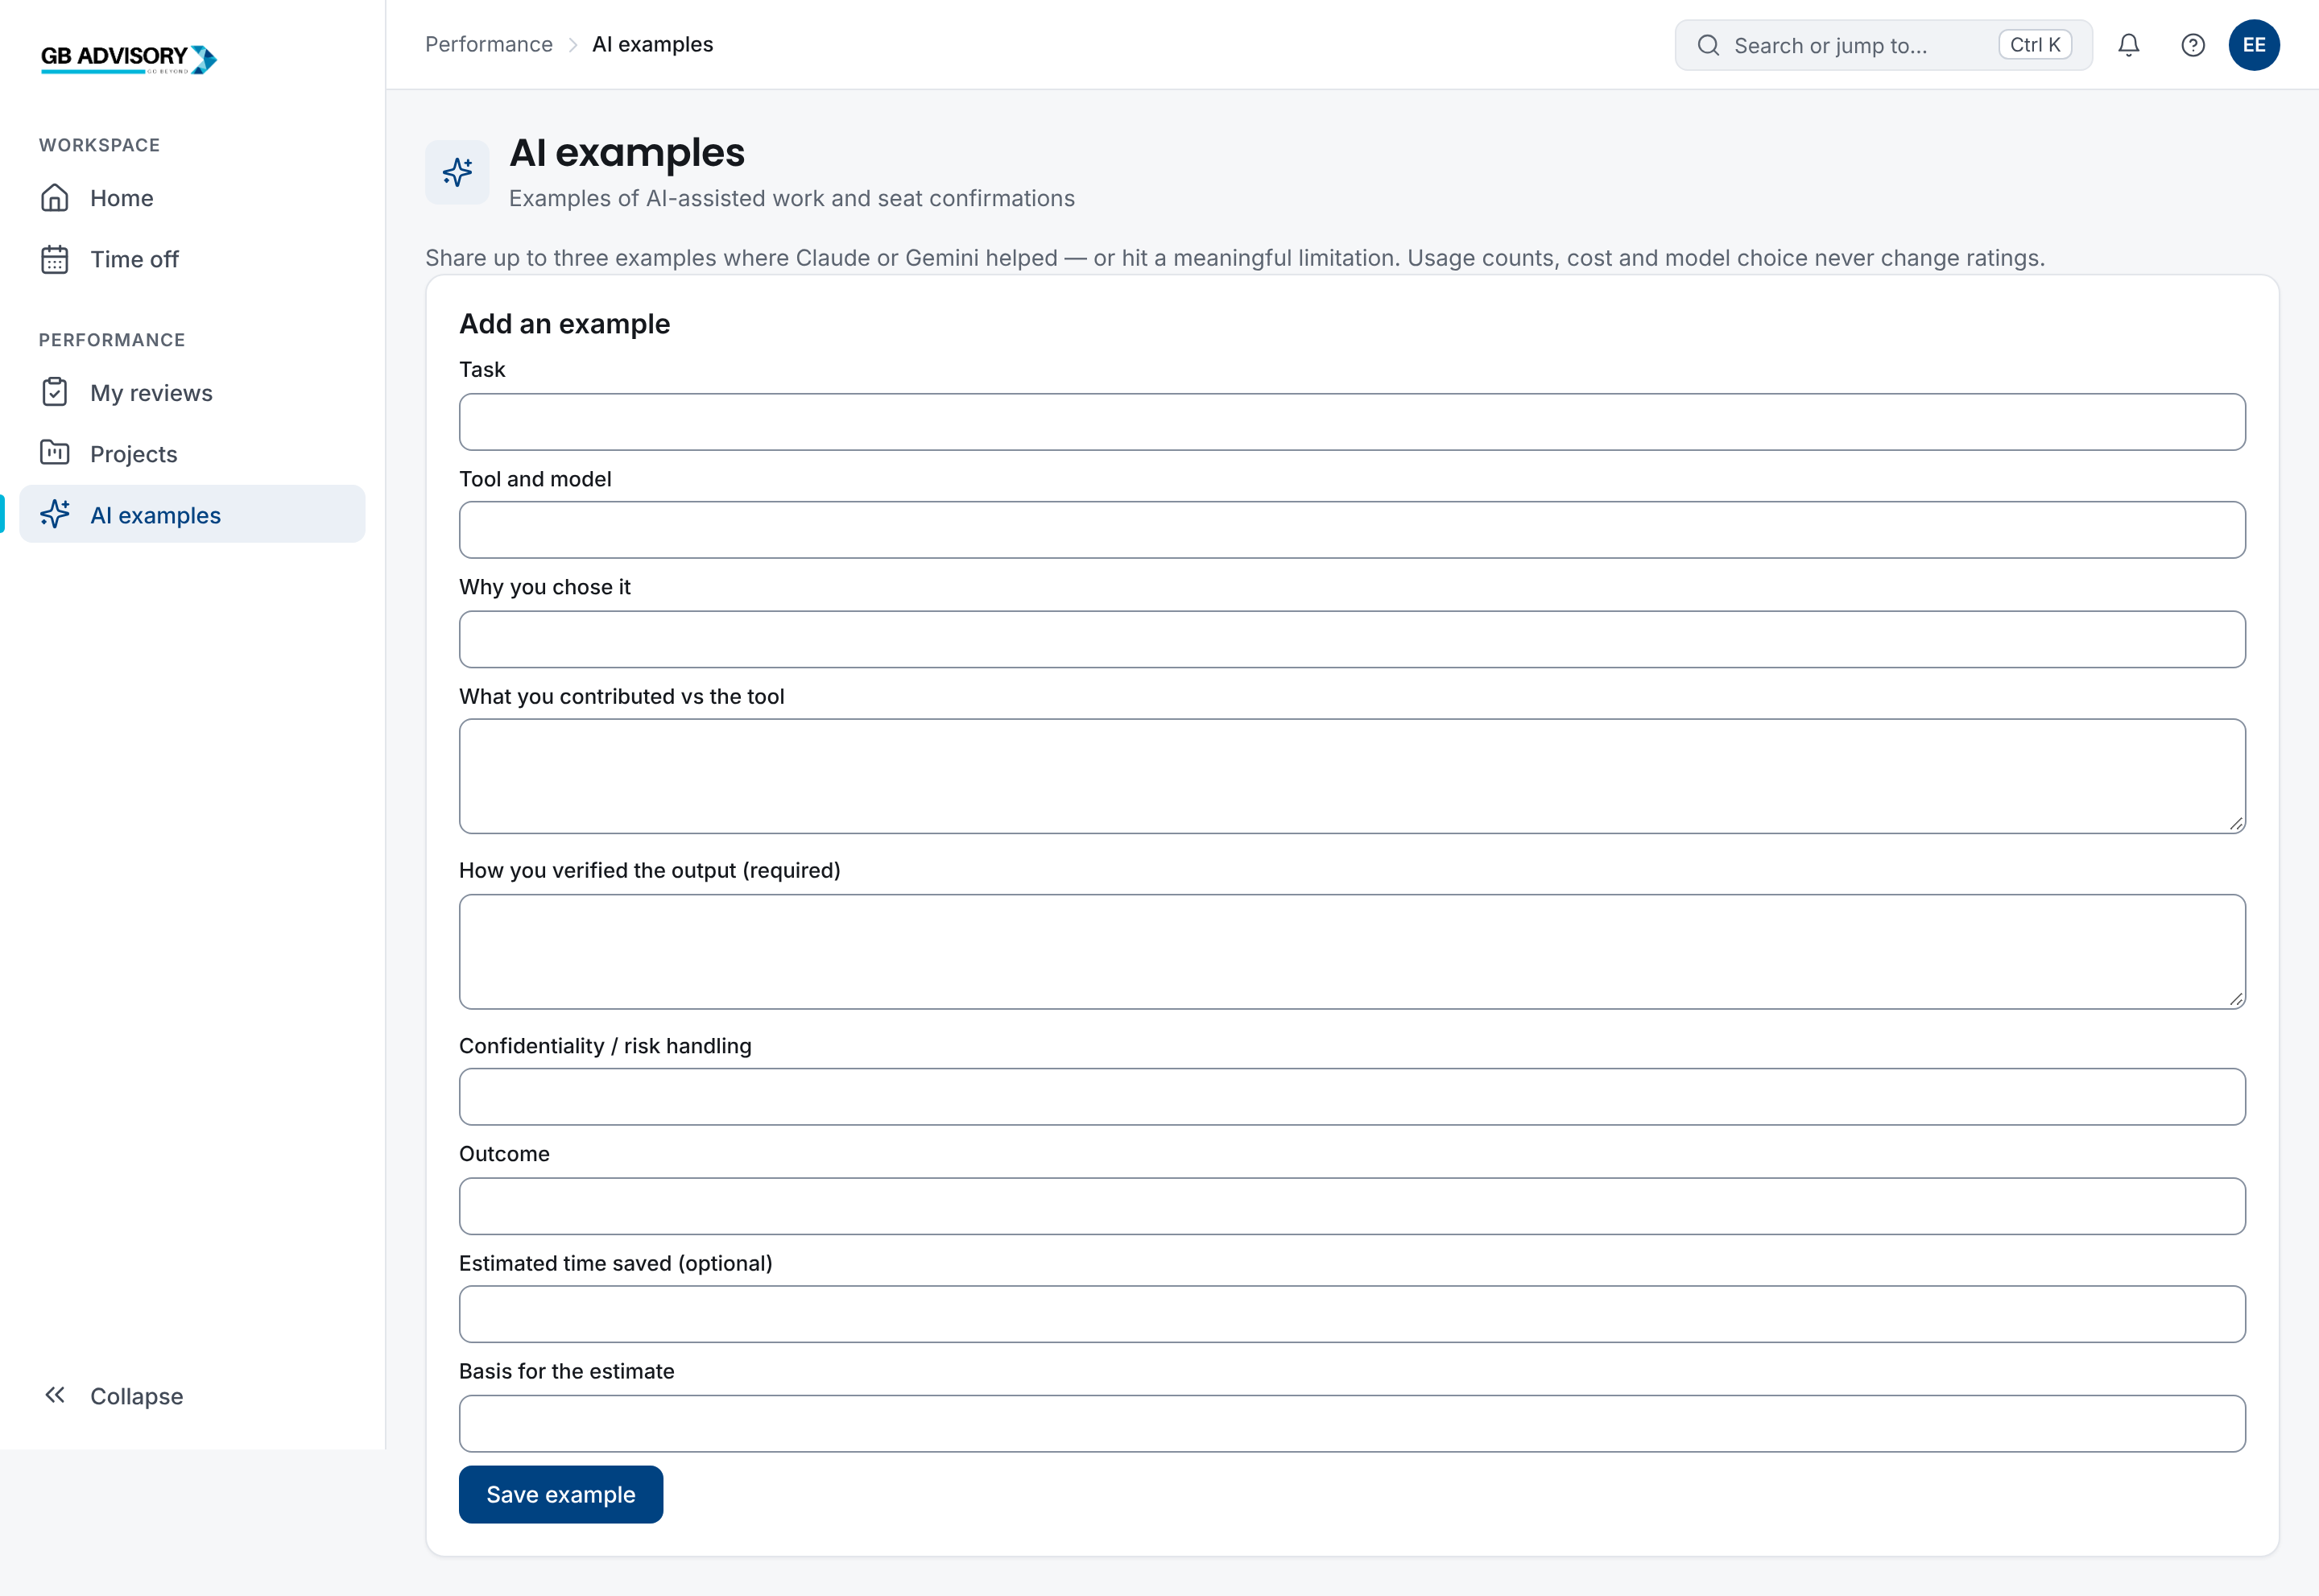 GB ADVISORY
GO BEYOND
Performance > AI examples
Search or jump to...
Ctrl K
EE
WORKSPACE
Home
Time off
PERFORMANCE
My reviews
Projects
AI examples
Collapse
AI examples
Examples of AI-assisted work and seat confirmations
Share up to three examples where Claude or Gemini helped — or hit a meaningful limitation. Usage counts, cost and model choice never change ratings.
Add an example
Task
Tool and model
Why you chose it
What you contributed vs the tool
How you verified the output (required)
Confidentiality / risk handling
Outcome
Estimated time saved (optional)
Basis for the estimate
Save example